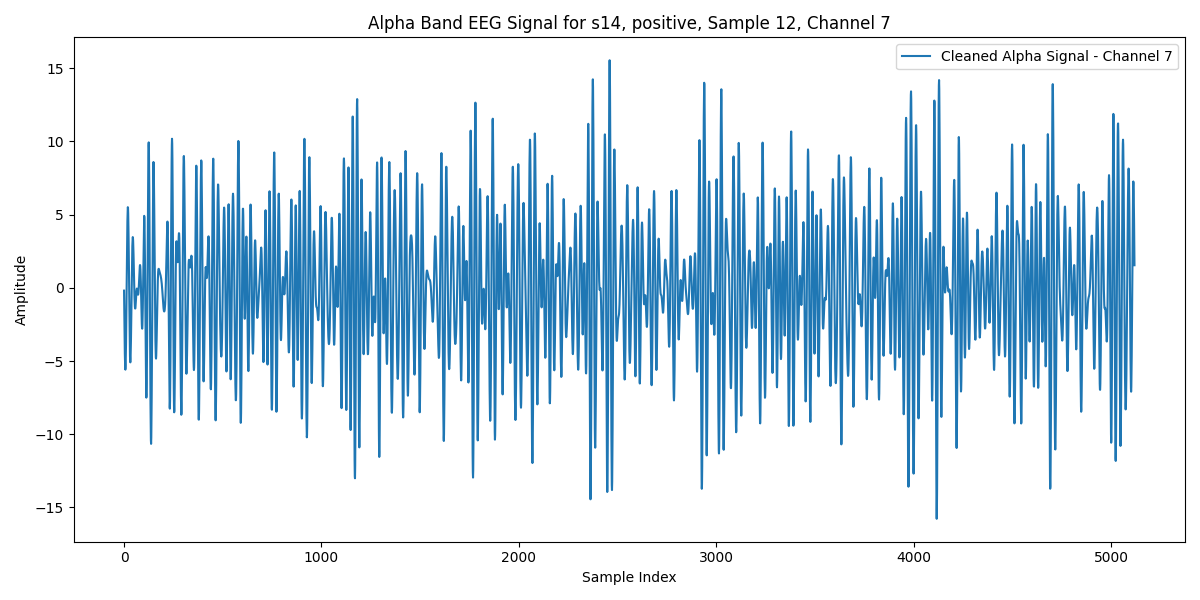 Alpha Band EEG Signal for s14, positive, Sample 12, Channel 7
Cleaned Alpha Signal - Channel 7
Amplitude
15
10
5
0
−5
−10
−15
0 1000 2000 3000 4000 5000
Sample Index